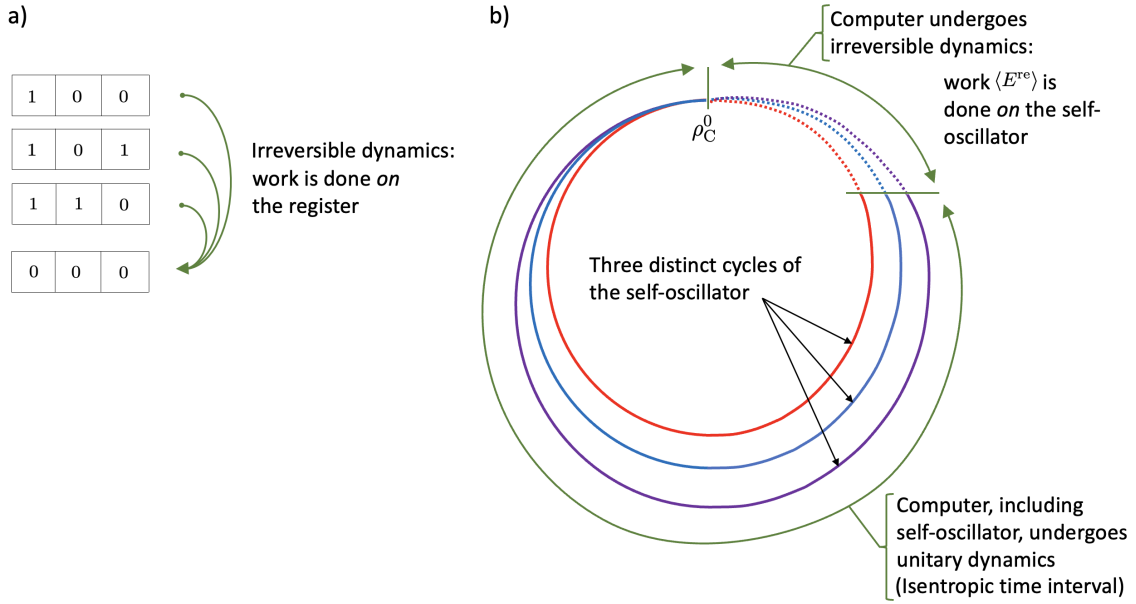 a)
1 0 0
1 0 1
1 1 0
0 0 0
Irreversible dynamics:
work is done on
the register
b)
Computer undergoes
irreversible dynamics:
work ⟨E^re⟩ is
done on the self-
oscillator
ρ_C^0
Three distinct cycles of
the self-oscillator
Computer, including
self-oscillator, undergoes
unitary dynamics
(Isentropic time interval)